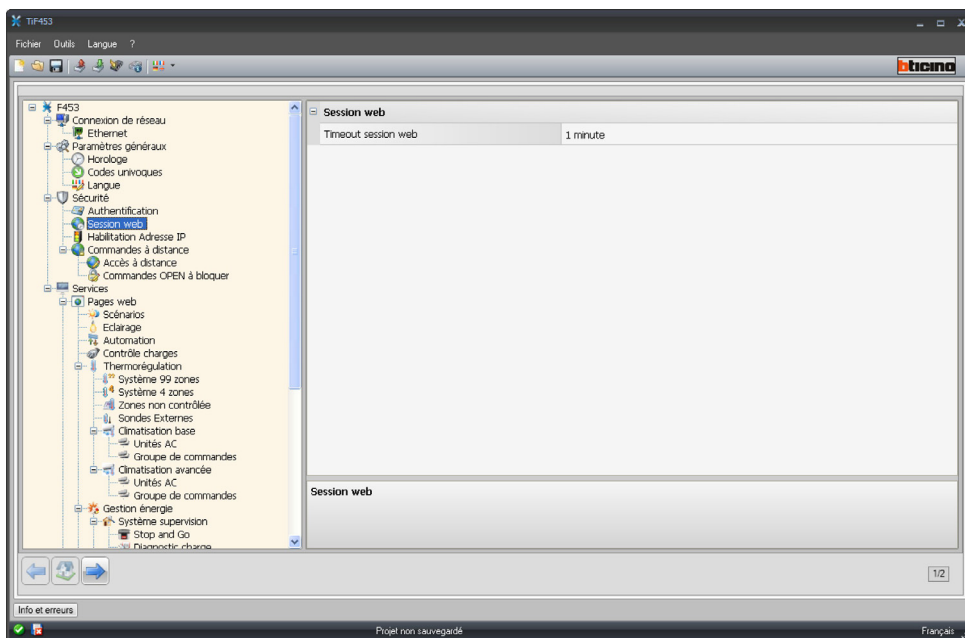 TiF453
Fichier Outils Langue ?
bticino
F453
Connexion de réseau
Ethernet
Paramètres généraux
Horologe
Codes univoques
Langue
Sécurité
Authentification
Session web
Habilitation Adresse IP
Commandes à distance
Accès à distance
Commandes OPEN à bloquer
Services
Pages web
Scénarios
Eclairage
Automation
Contrôle charges
Thermorégulation
Système 99 zones
Système 4 zones
Zones non contrôlée
Sondes Externes
Climatisation base
Unités AC
Groupe de commandes
Climatisation avancée
Unités AC
Groupe de commandes
Gestion énergie
Système supervision
Stop and Go
Diagnostic charge
Session web
Timeout session web 1 minute
Session web
1/2
Info et erreurs
Projet non sauvegardé
Français